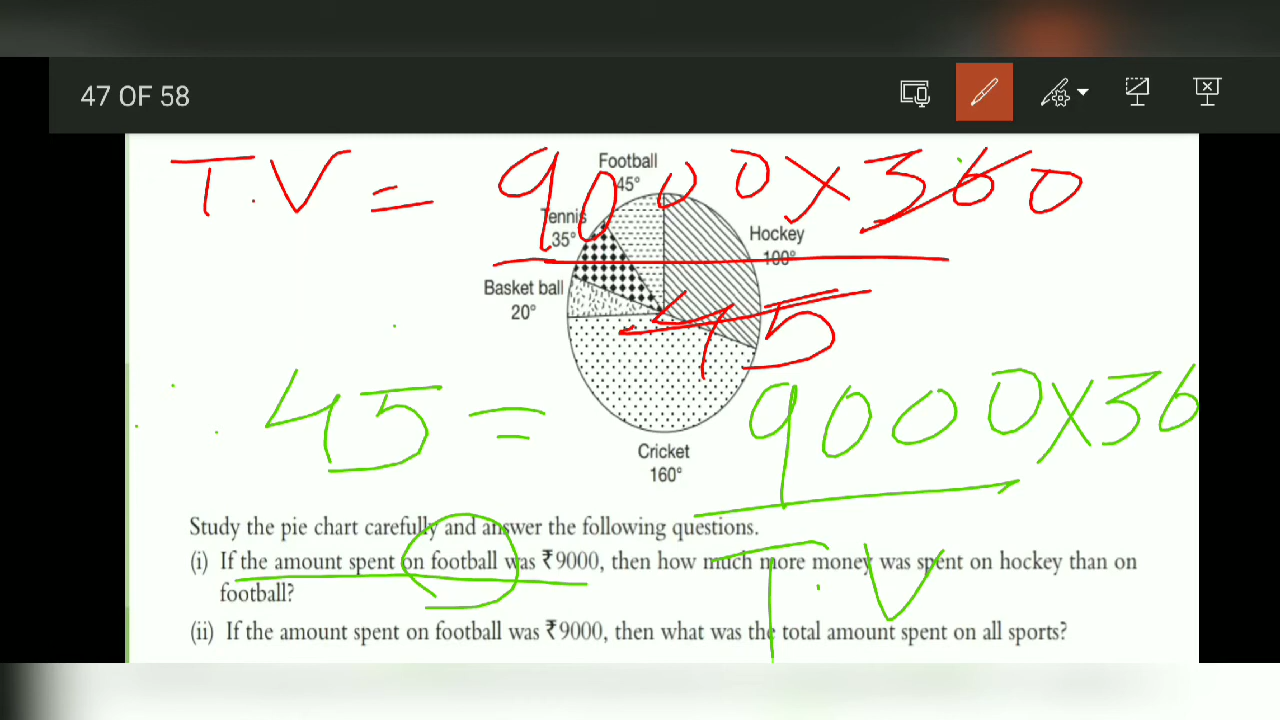 47 OF 58
T.V = 9000×360
45
Football
45°
Tennis
35°
Hockey
100°
Basket ball
20°
Cricket
160°
45 = 9000×36
T.V
Study the pie chart carefully and answer the following questions.
(i) If the amount spent on football was ₹9000, then how much more money was spent on hockey than on
football?
(ii) If the amount spent on football was ₹9000, then what was the total amount spent on all sports?